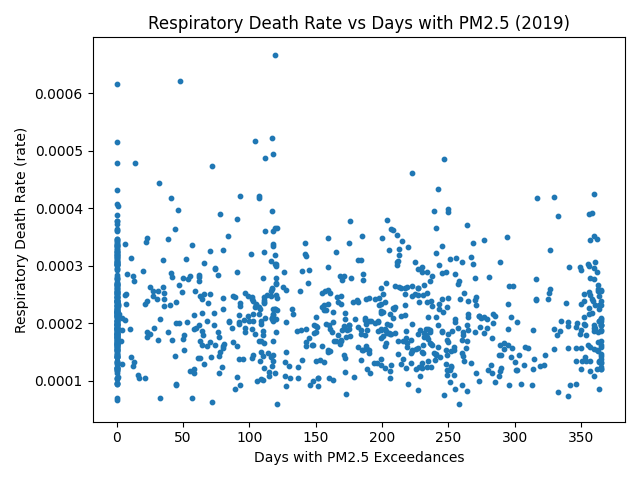 Respiratory Death Rate vs Days with PM2.5 (2019)
0.0006
0.0005
0.0004
0.0003
0.0002
0.0001
Respiratory Death Rate (rate)
0 50 100 150 200 250 300 350
Days with PM2.5 Exceedances